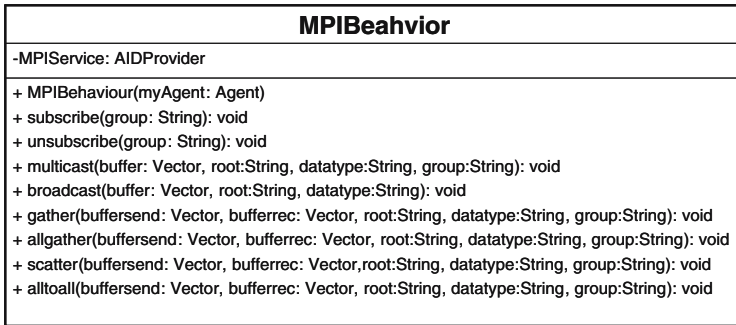 MPIBeahvior
-MPIService: AIDProvider
+ MPIBehaviour(myAgent: Agent)
+ subscribe(group: String): void
+ unsubscribe(group: String): void
+ multicast(buffer: Vector, root:String, datatype:String, group:String): void
+ broadcast(buffer: Vector, root:String, datatype:String): void
+ gather(buffersend: Vector, bufferrec: Vector, root:String, datatype:String, group:String): void
+ allgather(buffersend: Vector, bufferrec: Vector, root:String, datatype:String, group:String): void
+ scatter(buffersend: Vector, bufferrec: Vector,root:String, datatype:String, group:String): void
+ alltoall(buffersend: Vector, bufferrec: Vector, root:String, datatype:String, group:String): void